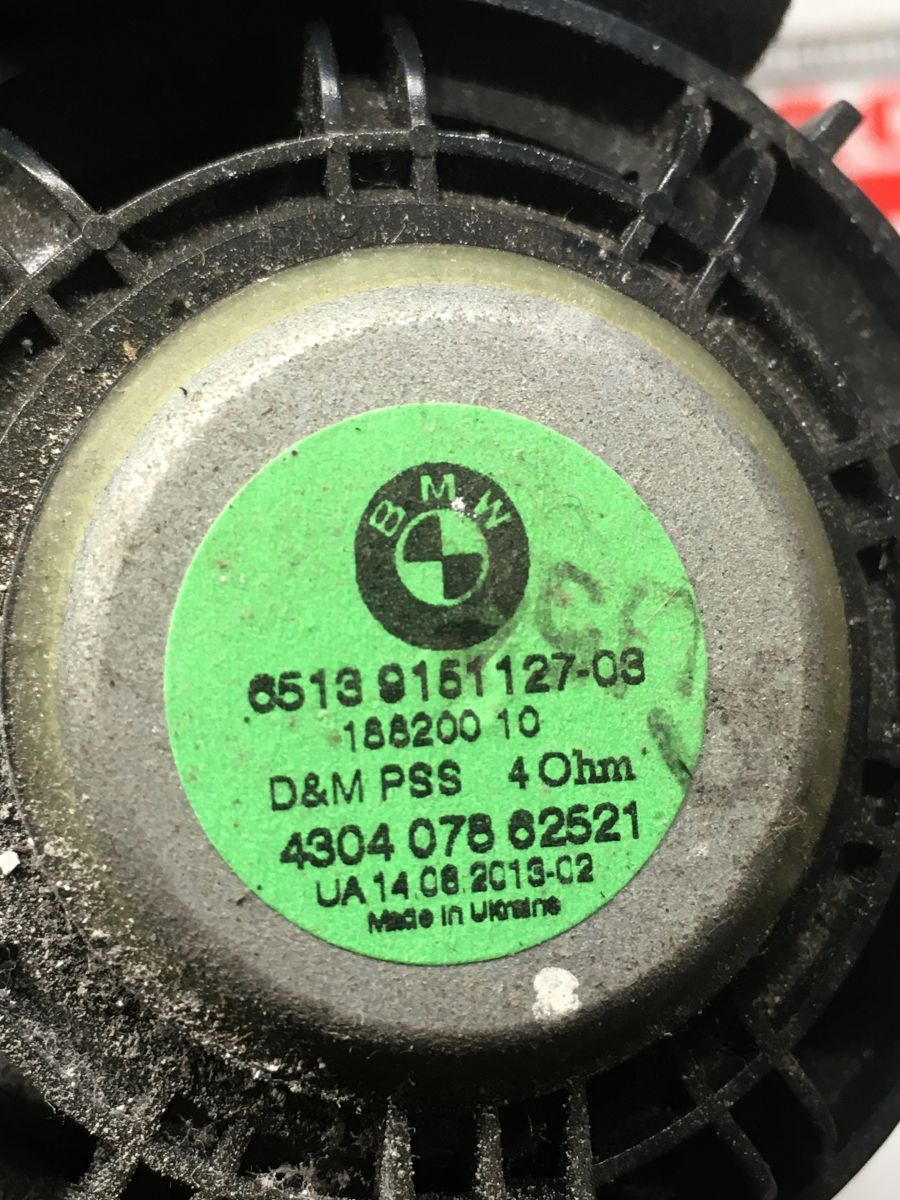 BMW
6513 9151127-03
188200 10
D&M PSS 4 Ohm
4304 078 62521
UA 14.08.2013-02
Made in Ukraine